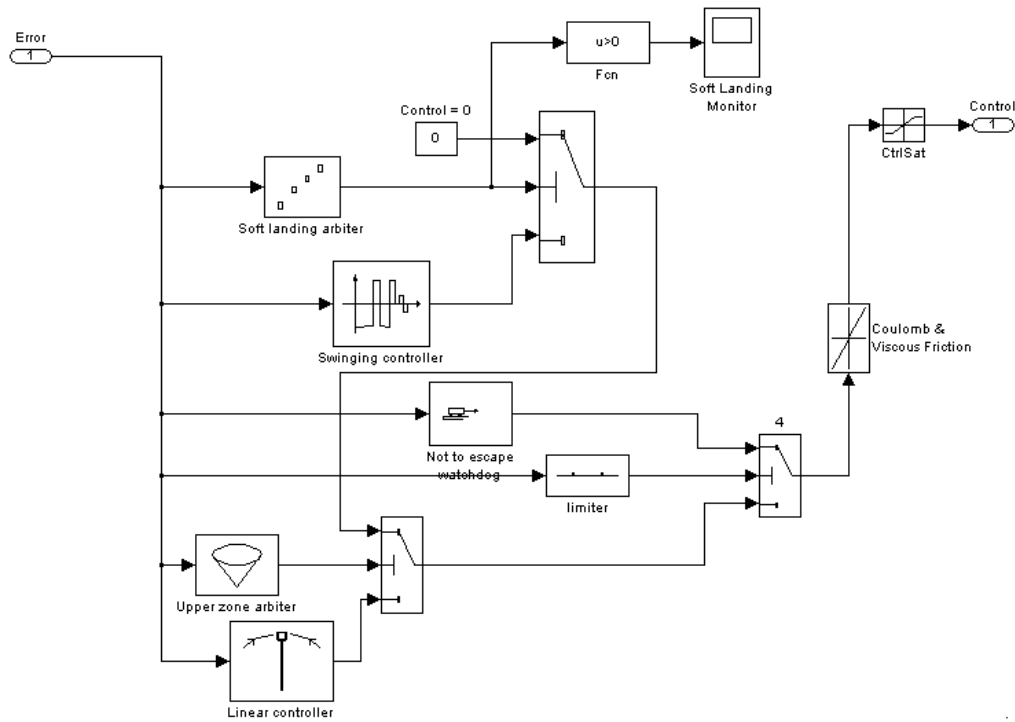 Error
1
u>0
Fcn
Soft Landing
Monitor
Control = 0
0
Control
1
CtrlSat
Soft landing arbiter
Swinging controller
Coulomb &
Viscous Friction
Not to escape
watchdog
4
limiter
Upper zone arbiter
Linear controller